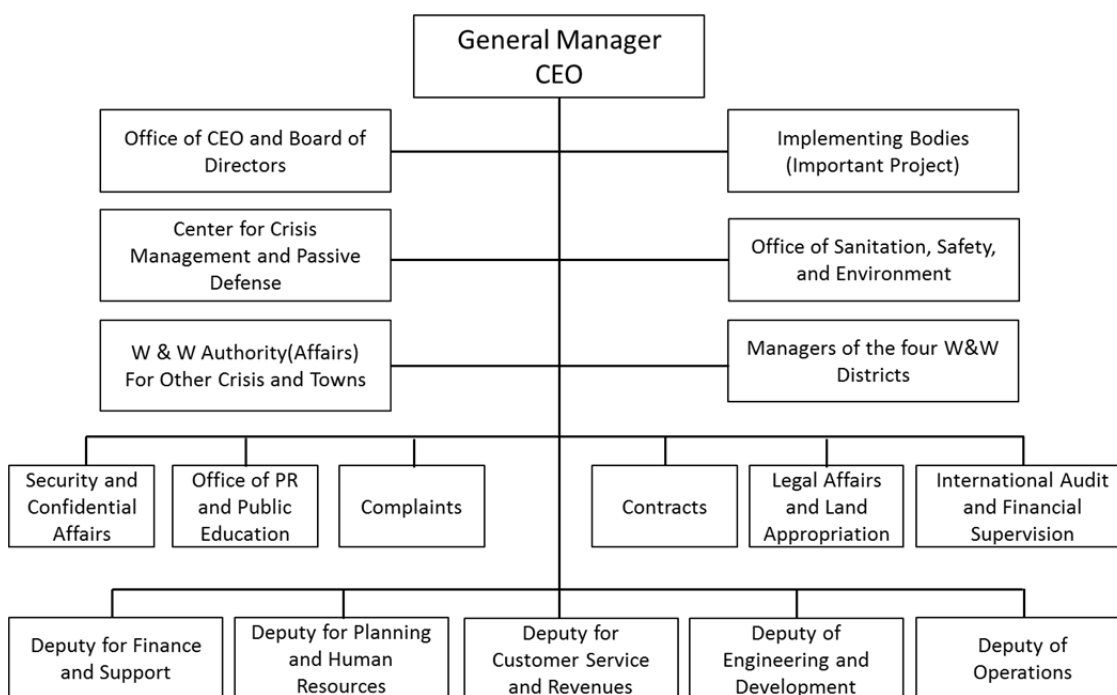 General Manager
CEO
Office of CEO and Board of
Directors
Implementing Bodies
(Important Project)
Center for Crisis
Management and Passive
Defense
Office of Sanitation, Safety,
and Environment
W & W Authority(Affairs)
For Other Crisis and Towns
Managers of the four W&W
Districts
Security and
Confidential
Affairs
Office of PR
and Public
Education
Complaints
Contracts
Legal Affairs
and Land
Appropriation
International Audit
and Financial
Supervision
Deputy for Finance
and Support
Deputy for Planning
and Human
Resources
Deputy for
Customer Service
and Revenues
Deputy of
Engineering and
Development
Deputy of
Operations